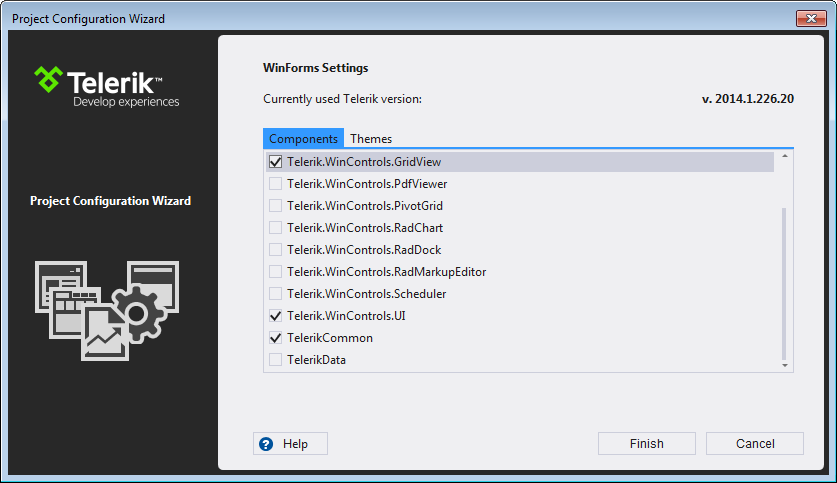 Project Configuration Wizard
Telerik™
Develop experiences
Project Configuration Wizard
WinForms Settings
Currently used Telerik version: v. 2014.1.226.20
Components Themes
Telerik.WinControls.GridView
Telerik.WinControls.PdfViewer
Telerik.WinControls.PivotGrid
Telerik.WinControls.RadChart
Telerik.WinControls.RadDock
Telerik.WinControls.RadMarkupEditor
Telerik.WinControls.Scheduler
Telerik.WinControls.UI
TelerikCommon
TelerikData
? Help Finish Cancel